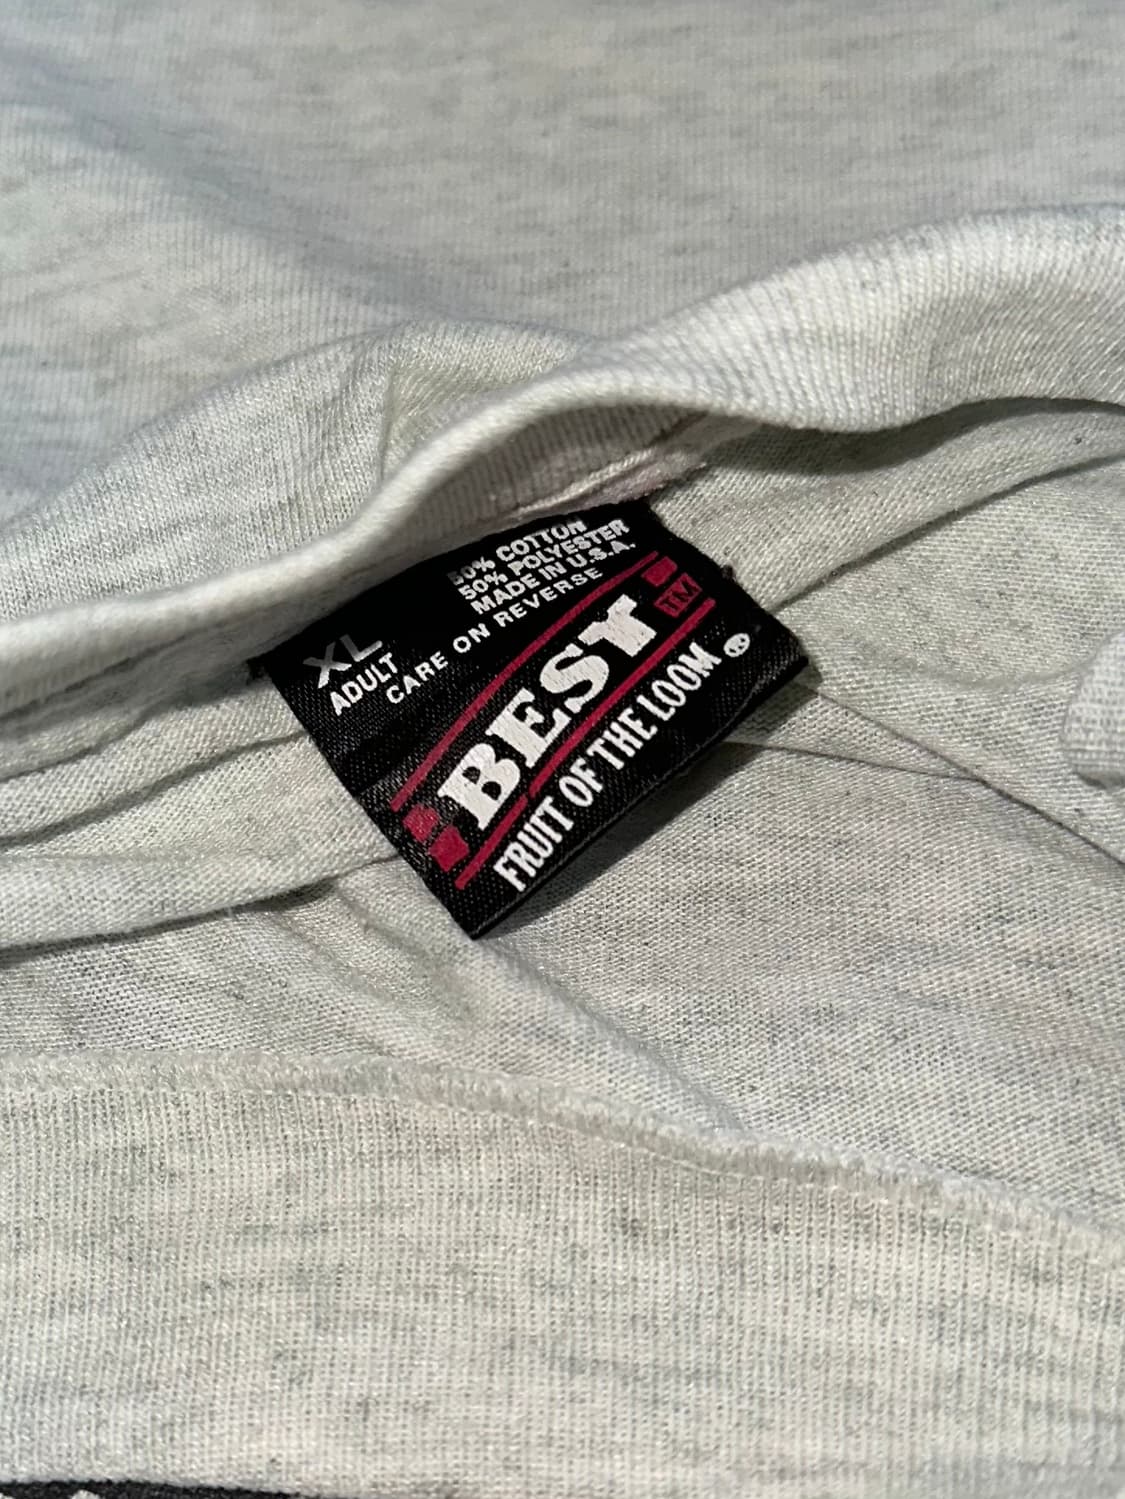 50% COTTON
50% POLYESTER
MADE IN U.S.A.
XL
ADULT
CARE ON REVERSE
BEST TM
FRUIT OF THE LOOM ®